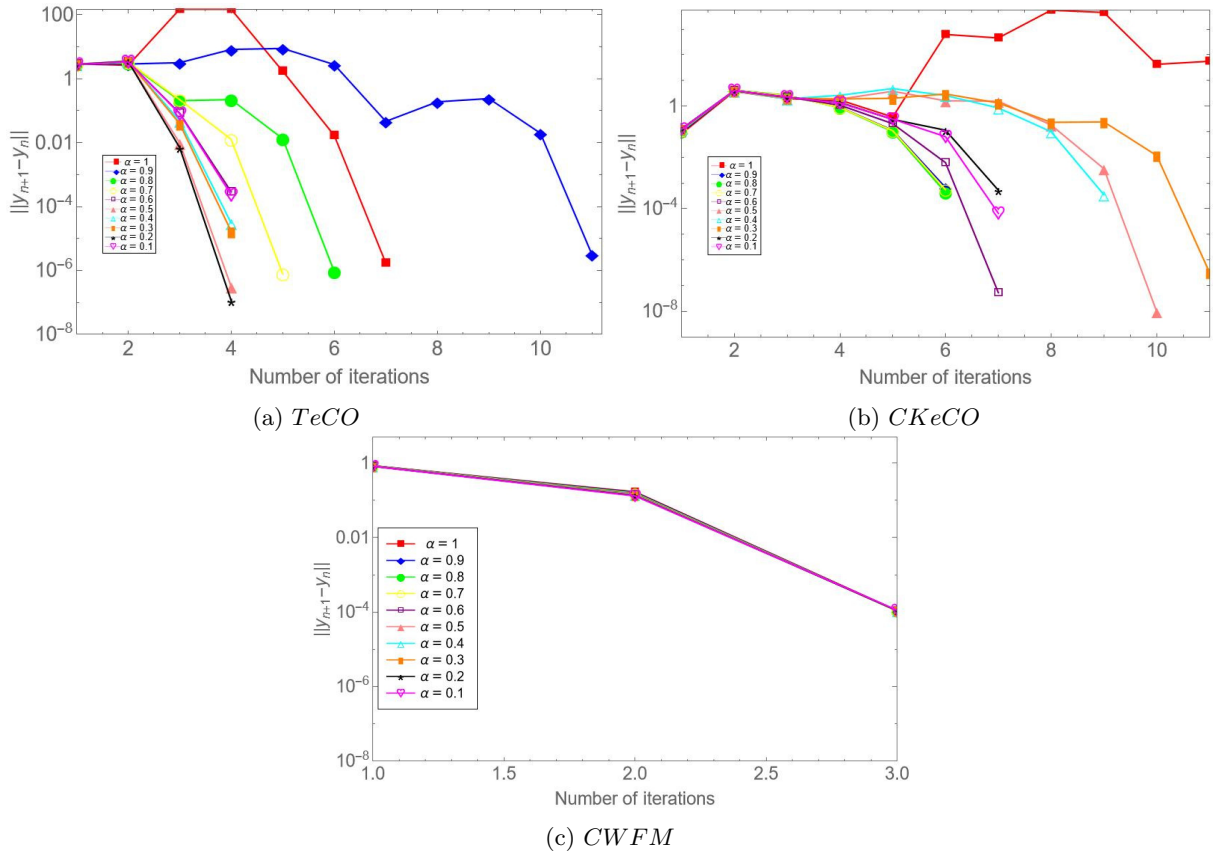 100
1
0.01
10^-4
10^-6
10^-8
||y_{n+1} − y_n||
α = 1
α = 0.9
α = 0.8
α = 0.7
α = 0.6
α = 0.5
α = 0.4
α = 0.3
α = 0.2
α = 0.1
2 4 6 8 10
Number of iterations
(a) TeCO
1
10^-4
10^-8
||y_{n+1} − y_n||
α = 1
α = 0.9
α = 0.8
α = 0.7
α = 0.6
α = 0.5
α = 0.4
α = 0.3
α = 0.2
α = 0.1
2 4 6 8 10
Number of iterations
(b) CKeCO
1
0.01
10^-4
10^-6
10^-8
||y_{n+1} − y_n||
α = 1
α = 0.9
α = 0.8
α = 0.7
α = 0.6
α = 0.5
α = 0.4
α = 0.3
α = 0.2
α = 0.1
1.0 1.5 2.0 2.5 3.0
Number of iterations
(c) CWFM